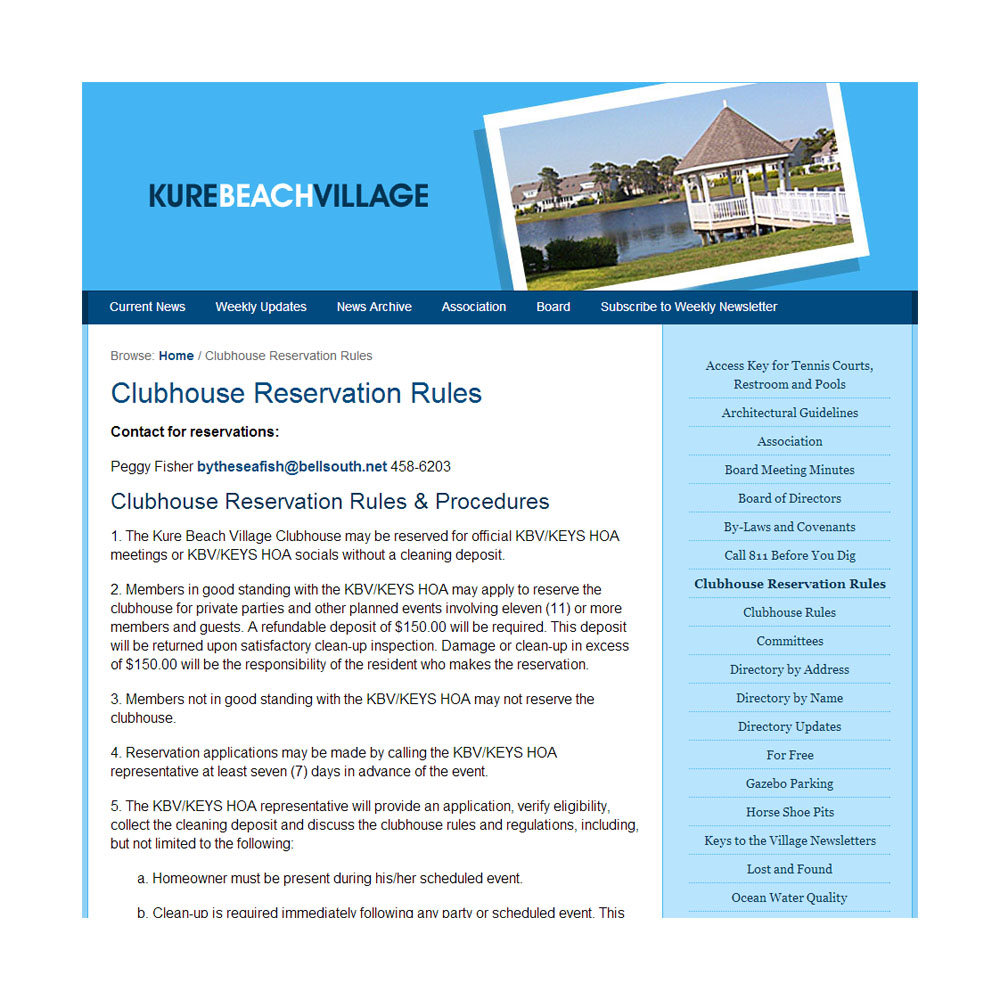 KUREBEACHVILLAGE
Current News Weekly Updates News Archive Association Board Subscribe to Weekly Newsletter
Browse: Home / Clubhouse Reservation Rules
Clubhouse Reservation Rules
Contact for reservations:
Peggy Fisher bytheseafish@bellsouth.net 458-6203
Clubhouse Reservation Rules & Procedures
1. The Kure Beach Village Clubhouse may be reserved for official KBV/KEYS HOA
meetings or KBV/KEYS HOA socials without a cleaning deposit.
2. Members in good standing with the KBV/KEYS HOA may apply to reserve the
clubhouse for private parties and other planned events involving eleven (11) or more
members and guests. A refundable deposit of $150.00 will be required. This deposit
will be returned upon satisfactory clean-up inspection. Damage or clean-up in excess
of $150.00 will be the responsibility of the resident who makes the reservation.
3. Members not in good standing with the KBV/KEYS HOA may not reserve the
clubhouse.
4. Reservation applications may be made by calling the KBV/KEYS HOA
representative at least seven (7) days in advance of the event.
5. The KBV/KEYS HOA representative will provide an application, verify eligibility,
collect the cleaning deposit and discuss the clubhouse rules and regulations, including,
but not limited to the following:
a. Homeowner must be present during his/her scheduled event.
b. Clean-up is required immediately following any party or scheduled event. This
Access Key for Tennis Courts,
Restroom and Pools
Architectural Guidelines
Association
Board Meeting Minutes
Board of Directors
By-Laws and Covenants
Call 811 Before You Dig
Clubhouse Reservation Rules
Clubhouse Rules
Committees
Directory by Address
Directory by Name
Directory Updates
For Free
Gazebo Parking
Horse Shoe Pits
Keys to the Village Newsletters
Lost and Found
Ocean Water Quality